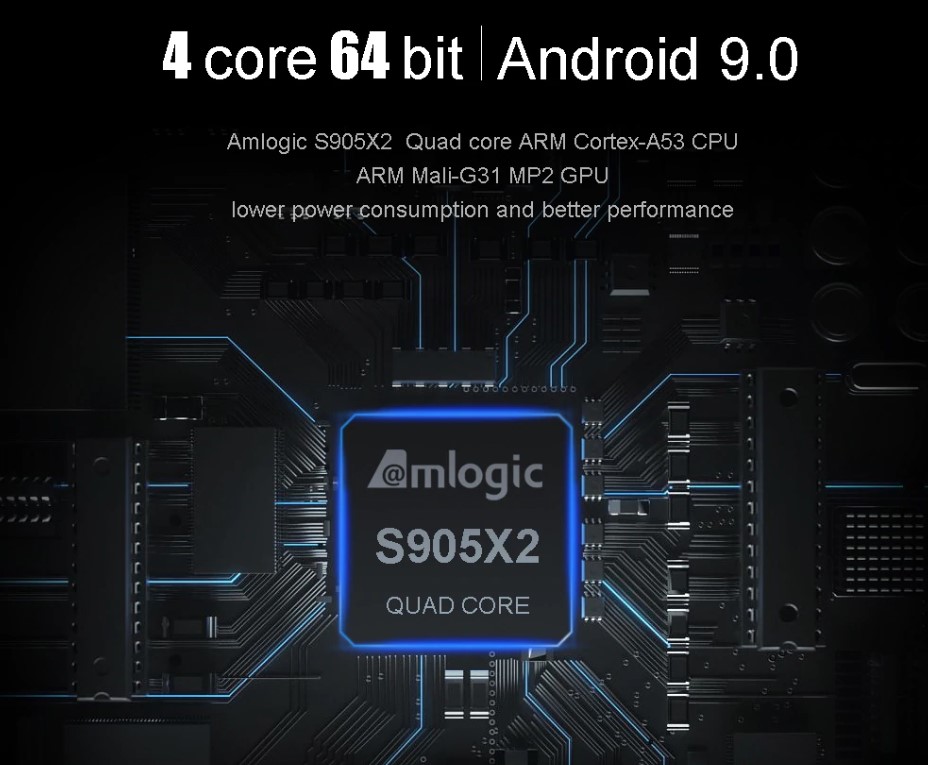 4 core 64 bit | Android 9.0
Amlogic S905X2 Quad core ARM Cortex-A53 CPU
ARM Mali-G31 MP2 GPU
lower power consumption and better performance
@mlogic
S905X2
QUAD CORE